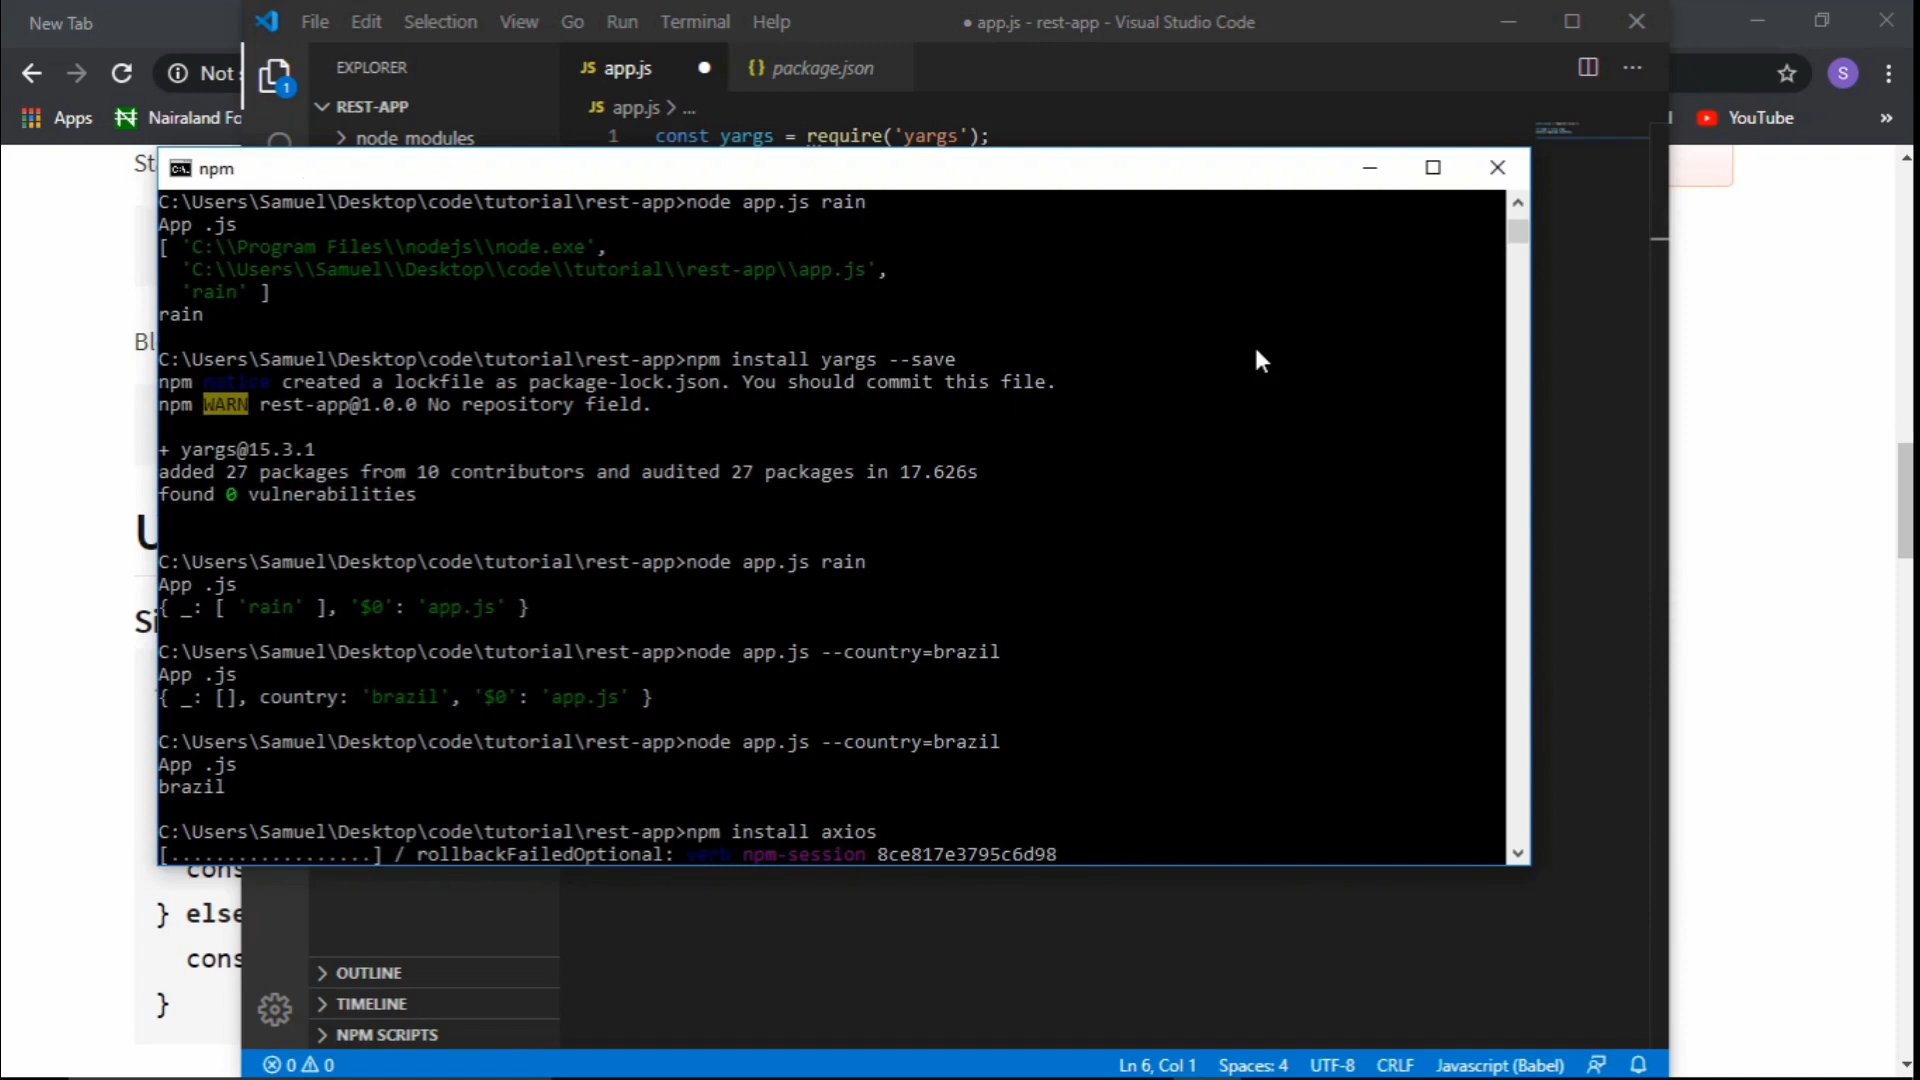 New Tab
File Edit Selection View Go Run Terminal Help
● app.js - rest-app - Visual Studio Code
Not
S
Apps
Nairaland Fo
YouTube
»
1
EXPLORER
REST-APP
node_modules
JS app.js
{} package.json
JS app.js > ...
1 const yargs = require('yargs');
npm
C:\Users\Samuel\Desktop\code\tutorial\rest-app>node app.js rain
App .js
[ 'C:\\Program Files\\nodejs\\node.exe',
'C:\\Users\\Samuel\\Desktop\\code\\tutorial\\rest-app\\app.js',
'rain' ]
rain
C:\Users\Samuel\Desktop\code\tutorial\rest-app>npm install yargs --save
npm notice created a lockfile as package-lock.json. You should commit this file.
npm WARN rest-app@1.0.0 No repository field.
+ yargs@15.3.1
added 27 packages from 10 contributors and audited 27 packages in 17.626s
found 0 vulnerabilities
C:\Users\Samuel\Desktop\code\tutorial\rest-app>node app.js rain
App .js
{ _: [ 'rain' ], '$0': 'app.js' }
C:\Users\Samuel\Desktop\code\tutorial\rest-app>node app.js --country=brazil
App .js
{ _: [], country: 'brazil', '$0': 'app.js' }
C:\Users\Samuel\Desktop\code\tutorial\rest-app>node app.js --country=brazil
App .js
brazil
C:\Users\Samuel\Desktop\code\tutorial\rest-app>npm install axios
[..................] / rollbackFailedOptional: verb npm-session 8ce817e3795c6d98
} else
cons
}
OUTLINE
TIMELINE
NPM SCRIPTS
0 0
Ln 6, Col 1 Spaces: 4 UTF-8 CRLF Javascript (Babel)